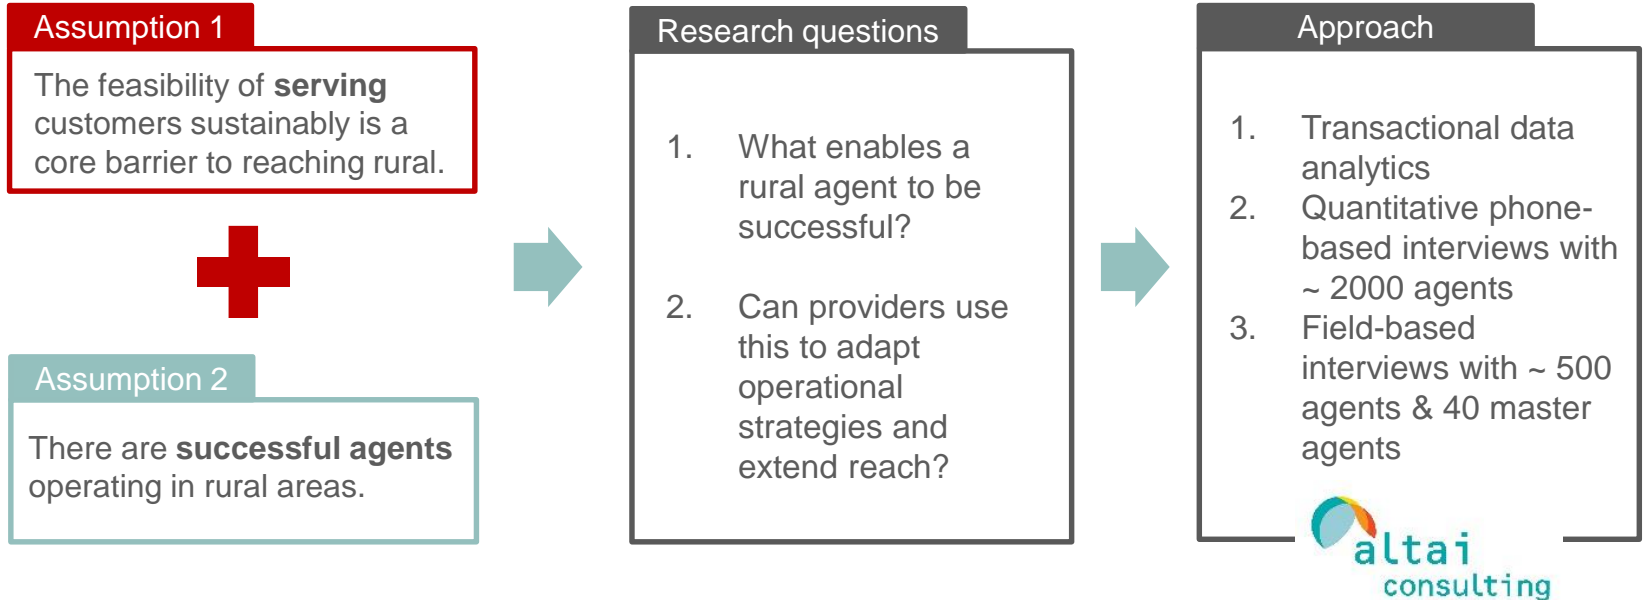 Assumption 1
The feasibility of serving
customers sustainably is a
core barrier to reaching rural.
Assumption 2
There are successful agents
operating in rural areas.
Research questions
1. What enables a
rural agent to be
successful?
2. Can providers use
this to adapt
operational
strategies and
extend reach?
Approach
1. Transactional data
analytics
2. Quantitative phone-
based interviews with
~ 2000 agents
3. Field-based
interviews with ~ 500
agents & 40 master
agents
altai
consulting